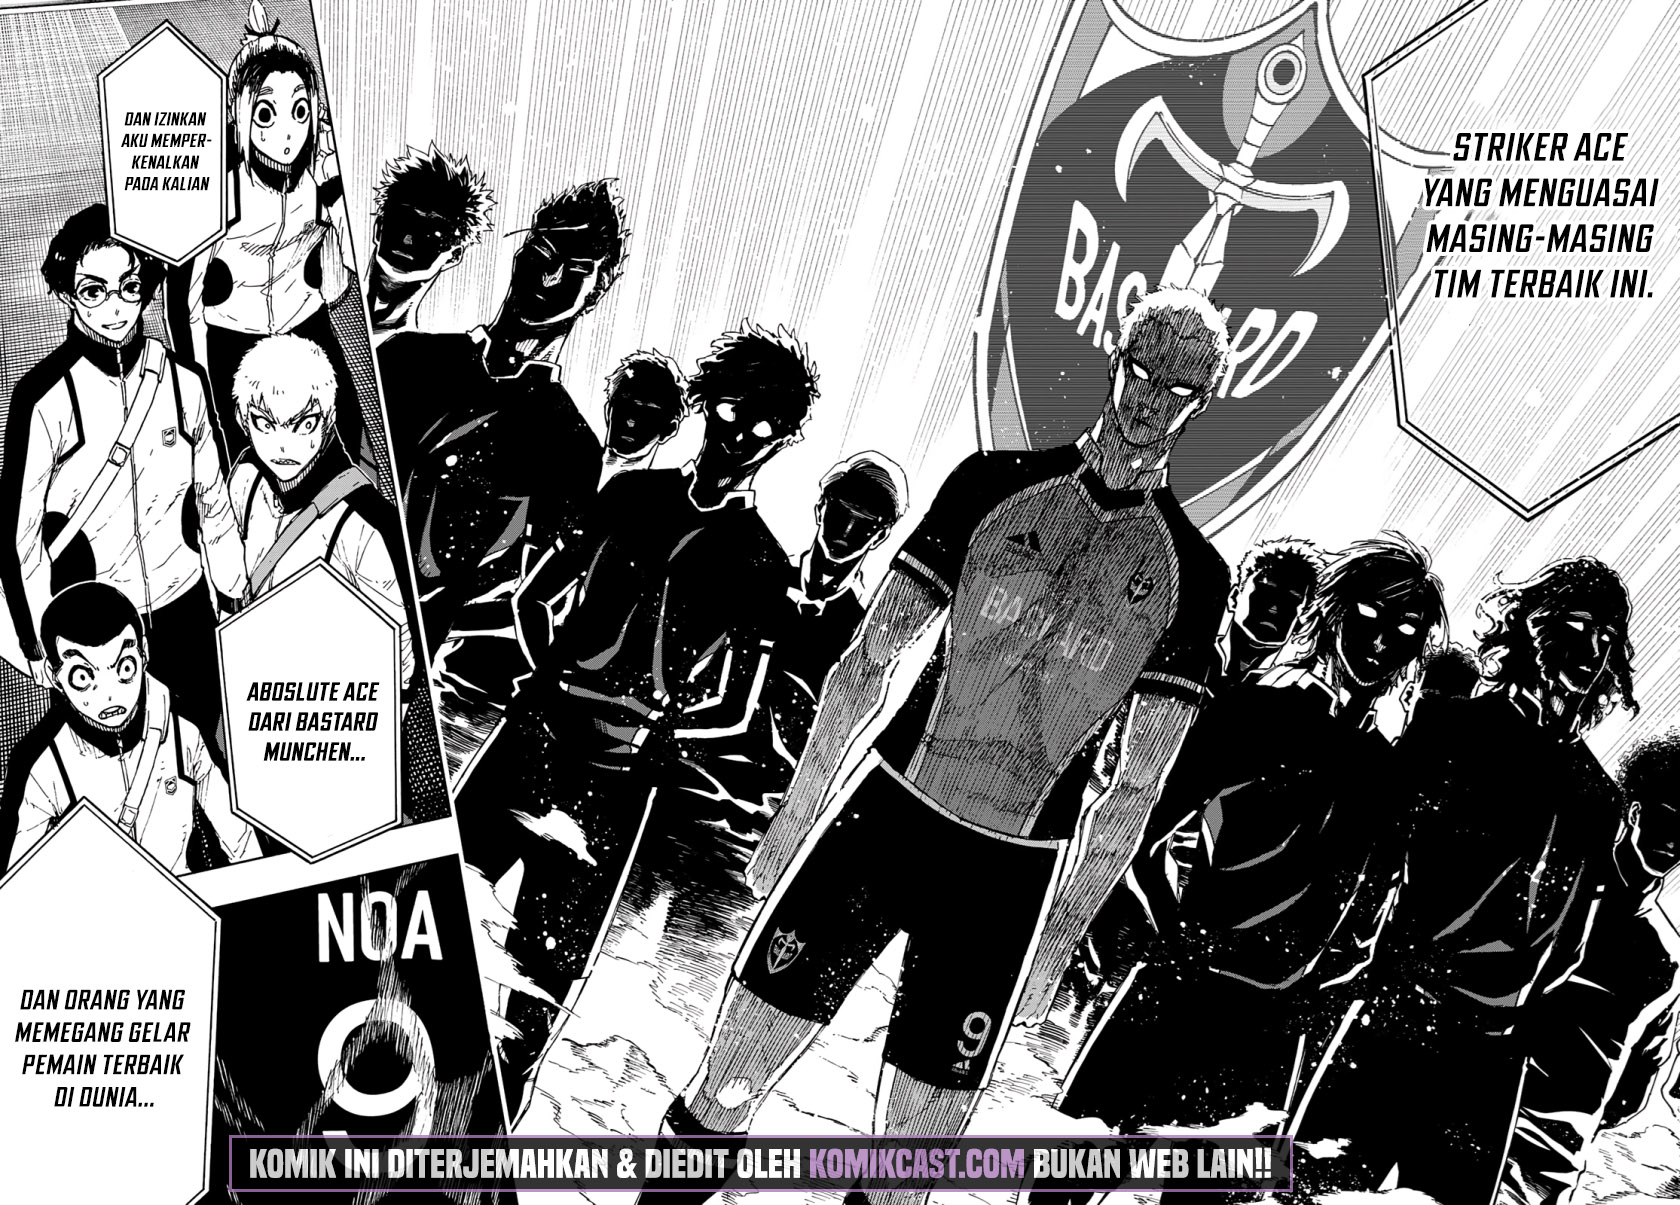 STRIKER ACE
YANG MENGUASAI
MASING-MASING
TIM TERBAIK INI.
DAN IZINKAN
AKU MEMPER-
KENALKAN
PADA KALIAN
ABOSLUTE ACE
DARI BASTARD
MUNCHEN...
DAN ORANG YANG
MEMEGANG GELAR
PEMAIN TERBAIK
DI DUNIA...
BASTARD
BASTARD
9
NOA
9
KOMIK INI DITERJEMAHKAN & DIEDIT OLEH KOMIKCAST.COM BUKAN WEB LAIN!!